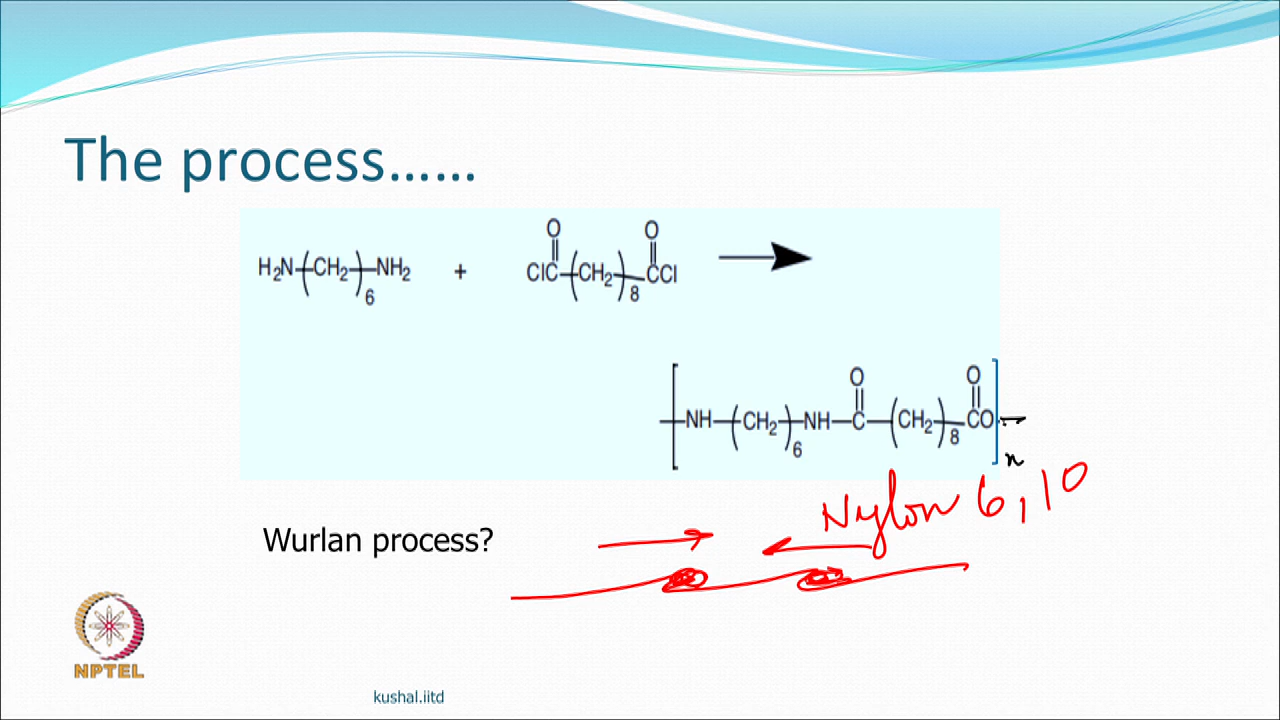 The process……
O O
H₂N-(CH₂)₆-NH₂ + ClC-(CH₂)₈-CCl
O O
[-NH-(CH₂)₆-NH-C-(CH₂)₈-CO]-n
Nylon 6,10
Wurlan process?
NPTEL
kushal.iitd